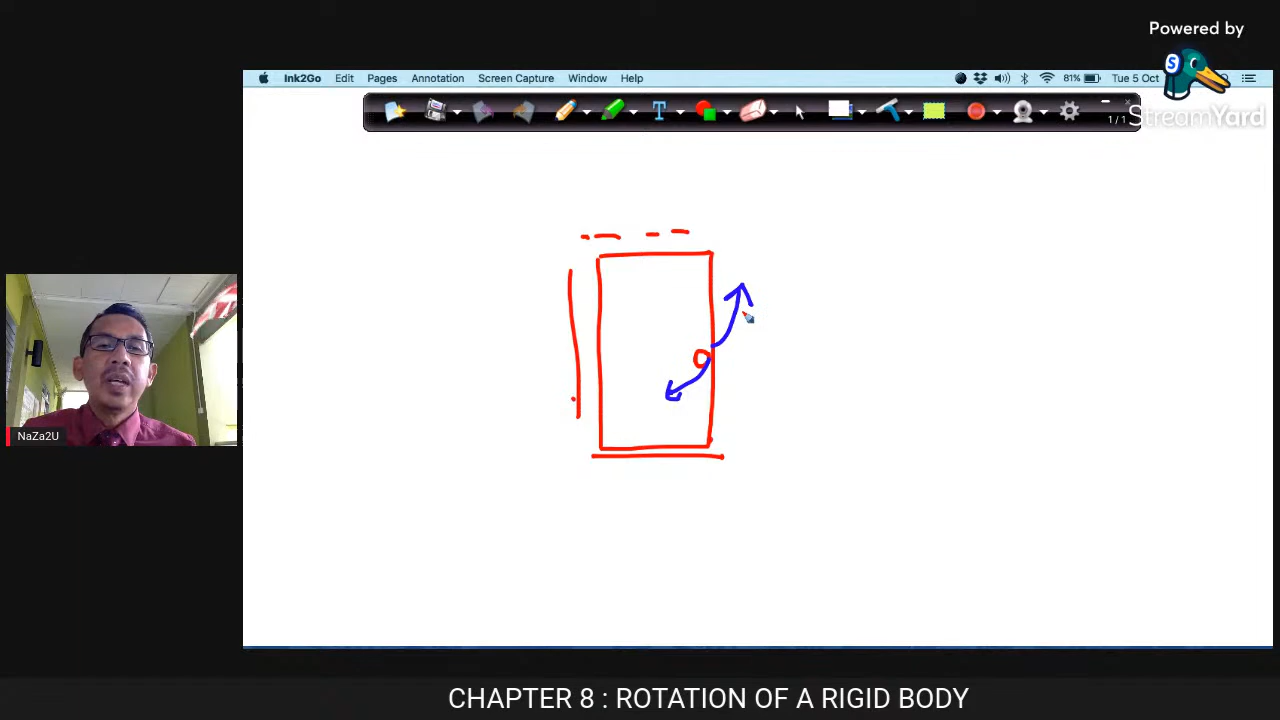 Powered by
S
StreamYard
Ink2Go Edit Pages Annotation Screen Capture Window Help 81% Tue 5 Oct
T
1 / 1
NaZa2U
CHAPTER 8 : ROTATION OF A RIGID BODY